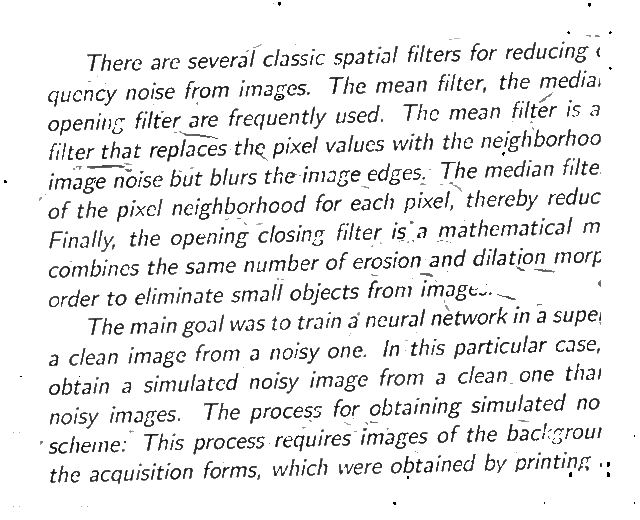 There are several classic spatial filters for reducing
quency noise from images. The mean filter, the media
opening filter are frequently used. The mean filter is a
filter that replaces the pixel values with the neighborhoo
image noise but blurs the image edges. The median filte
of the pixel neighborhood for each pixel, thereby reduc
Finally, the opening closing filter is a mathematical m
combines the same number of erosion and dilation morp
order to eliminate small objects from images.
The main goal was to train a neural network in a supe
a clean image from a noisy one. In this particular case,
obtain a simulated noisy image from a clean one that
noisy images. The process for obtaining simulated no
scheme: This process requires images of the backgrour
the acquisition forms, which were obtained by printing